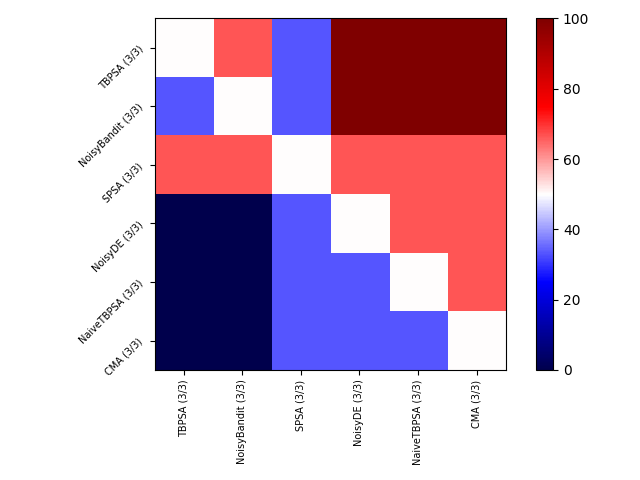 TBPSA (3/3)
NoisyBandit (3/3)
SPSA (3/3)
NoisyDE (3/3)
NaiveTBPSA (3/3)
CMA (3/3)
TBPSA (3/3)
NoisyBandit (3/3)
SPSA (3/3)
NoisyDE (3/3)
NaiveTBPSA (3/3)
CMA (3/3)
100
80
60
40
20
0